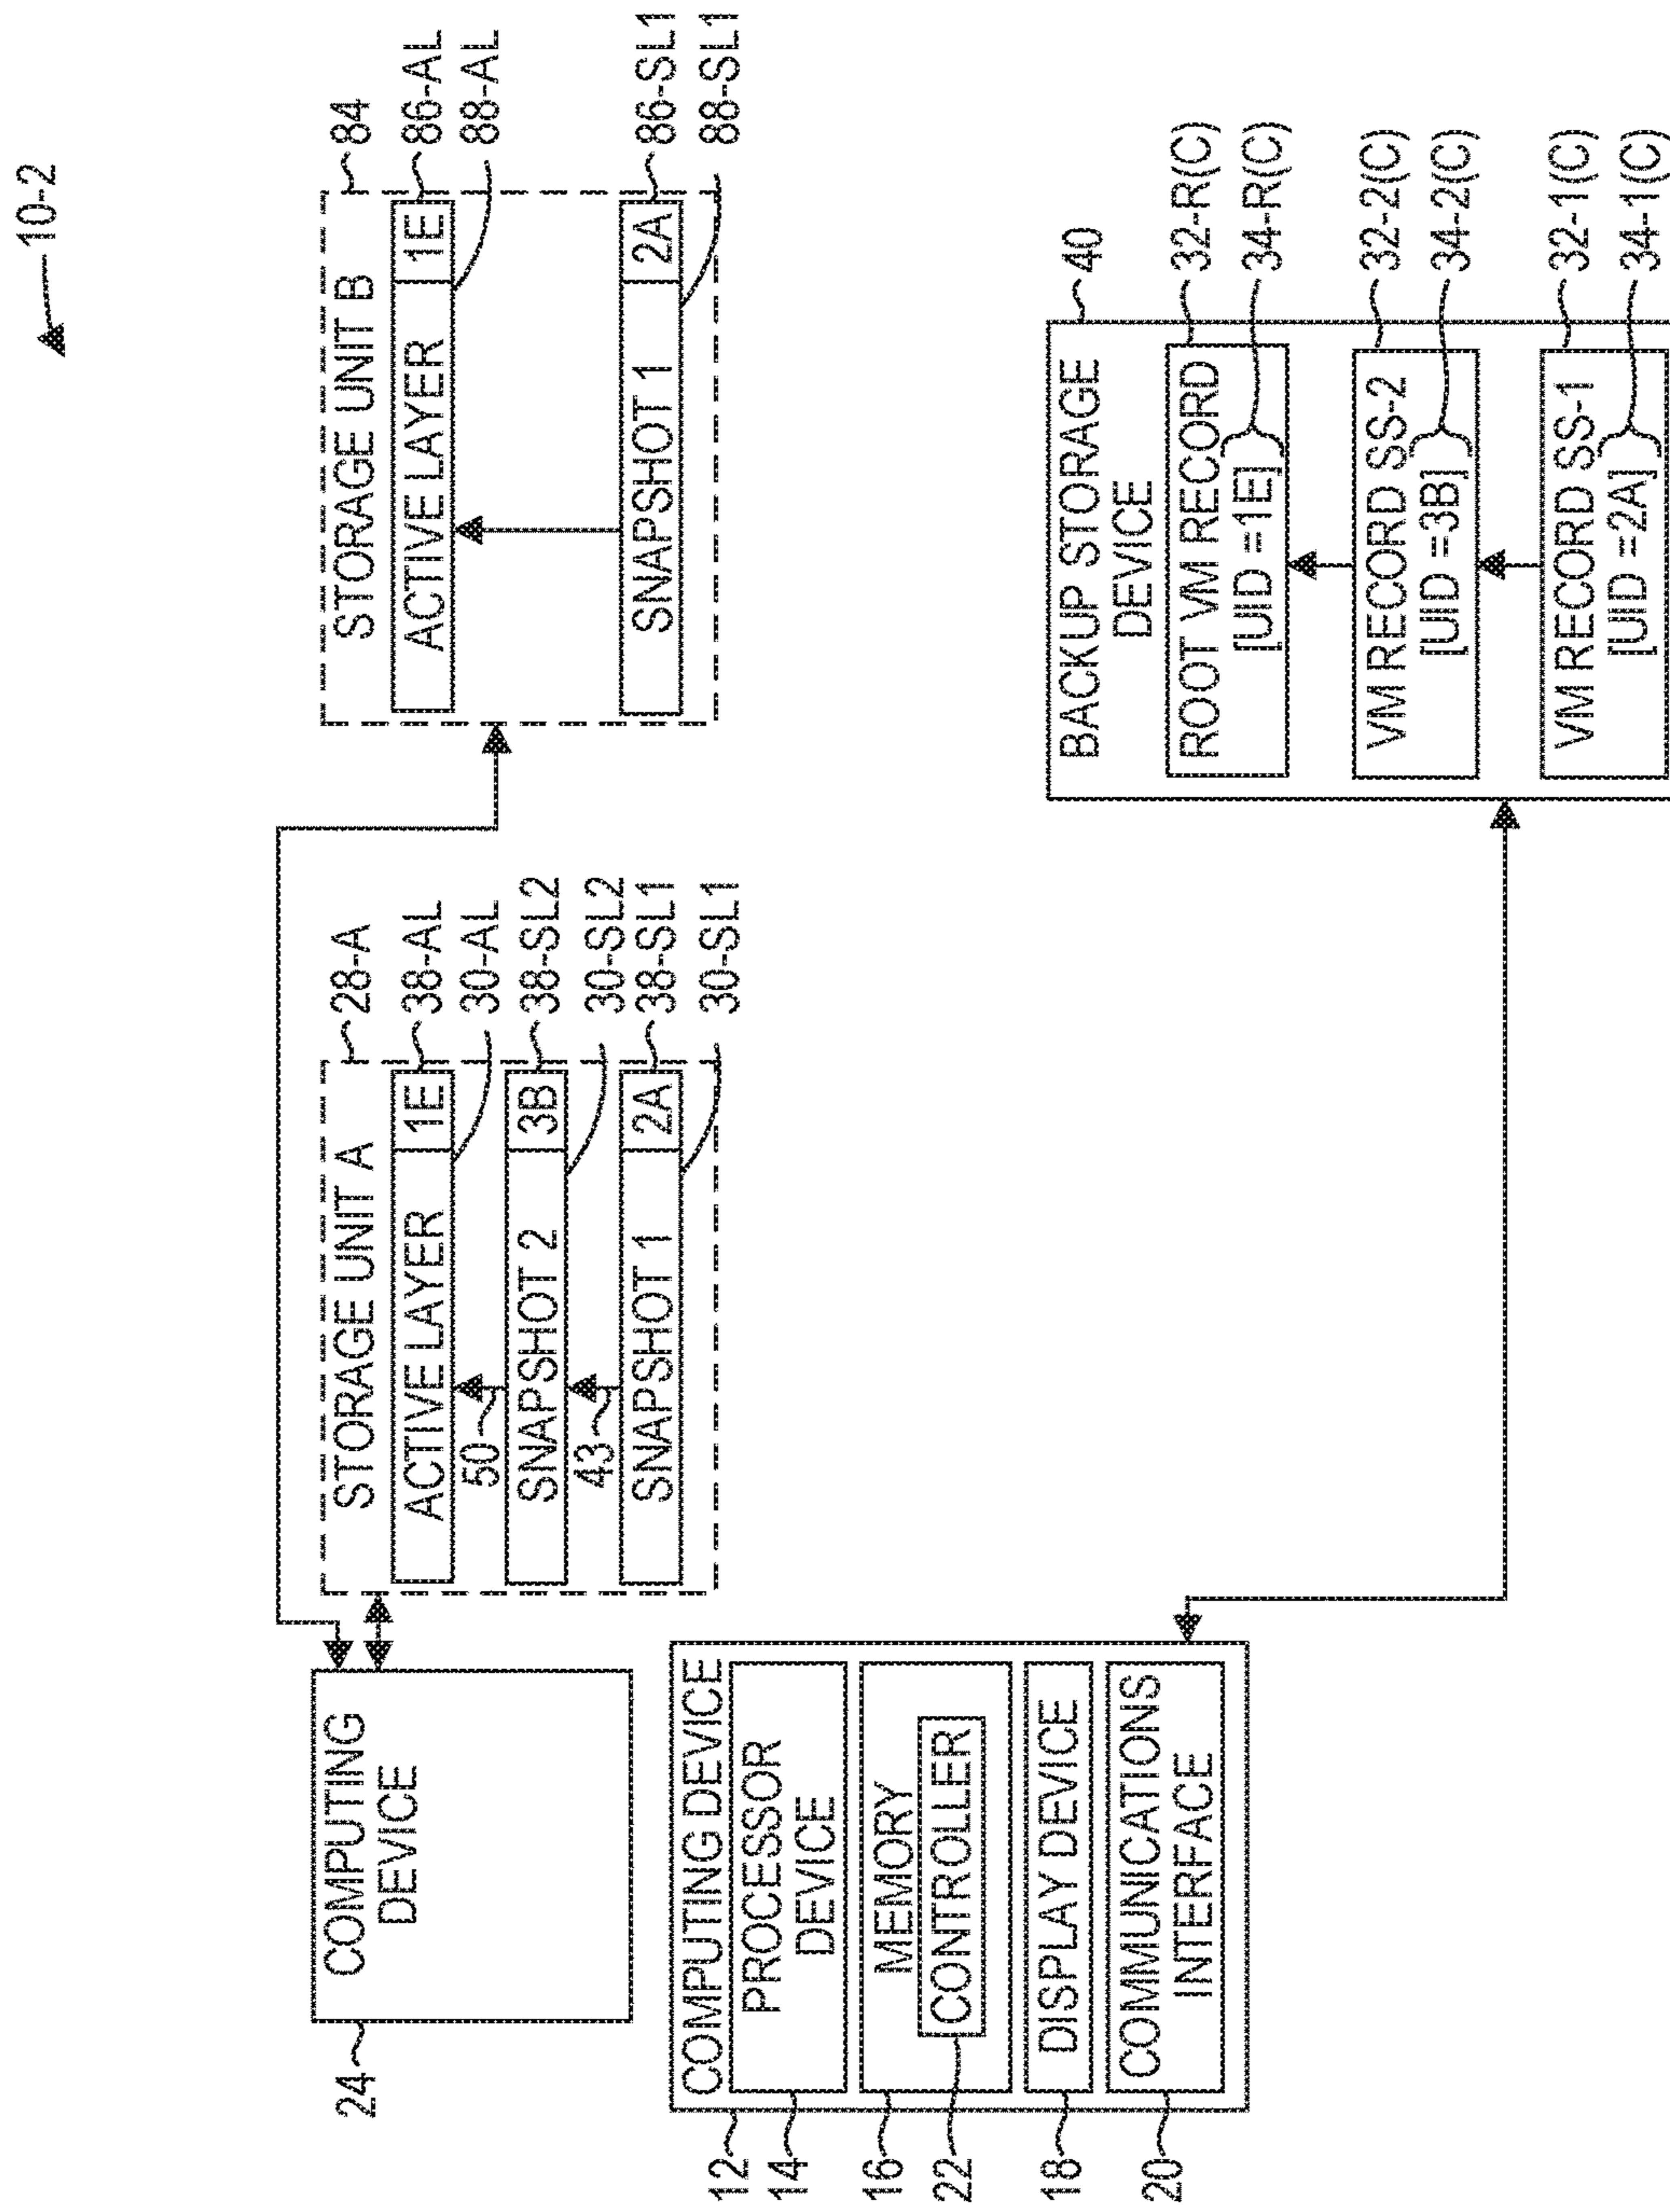 10-2
COMPUTING
DEVICE
24
STORAGE UNIT A
28-A
ACTIVE LAYER
1E
38-AL
30-AL
50
SNAPSHOT 2
3B
38-SL2
30-SL2
43
SNAPSHOT 1
2A
38-SL1
30-SL1
STORAGE UNIT B
84
ACTIVE LAYER
1E
86-AL
88-AL
SNAPSHOT 1
2A
86-SL1
88-SL1
COMPUTING DEVICE
12
PROCESSOR
DEVICE
14
MEMORY
16
CONTROLLER
22
DISPLAY DEVICE
18
COMMUNICATIONS
INTERFACE
20
BACKUP STORAGE
DEVICE
40
ROOT VM RECORD
[UID =1E]
32-R(C)
34-R(C)
VM RECORD SS-2
[UID =3B]
32-2(C)
34-2(C)
VM RECORD SS-1
[UID =2A]
32-1(C)
34-1(C)